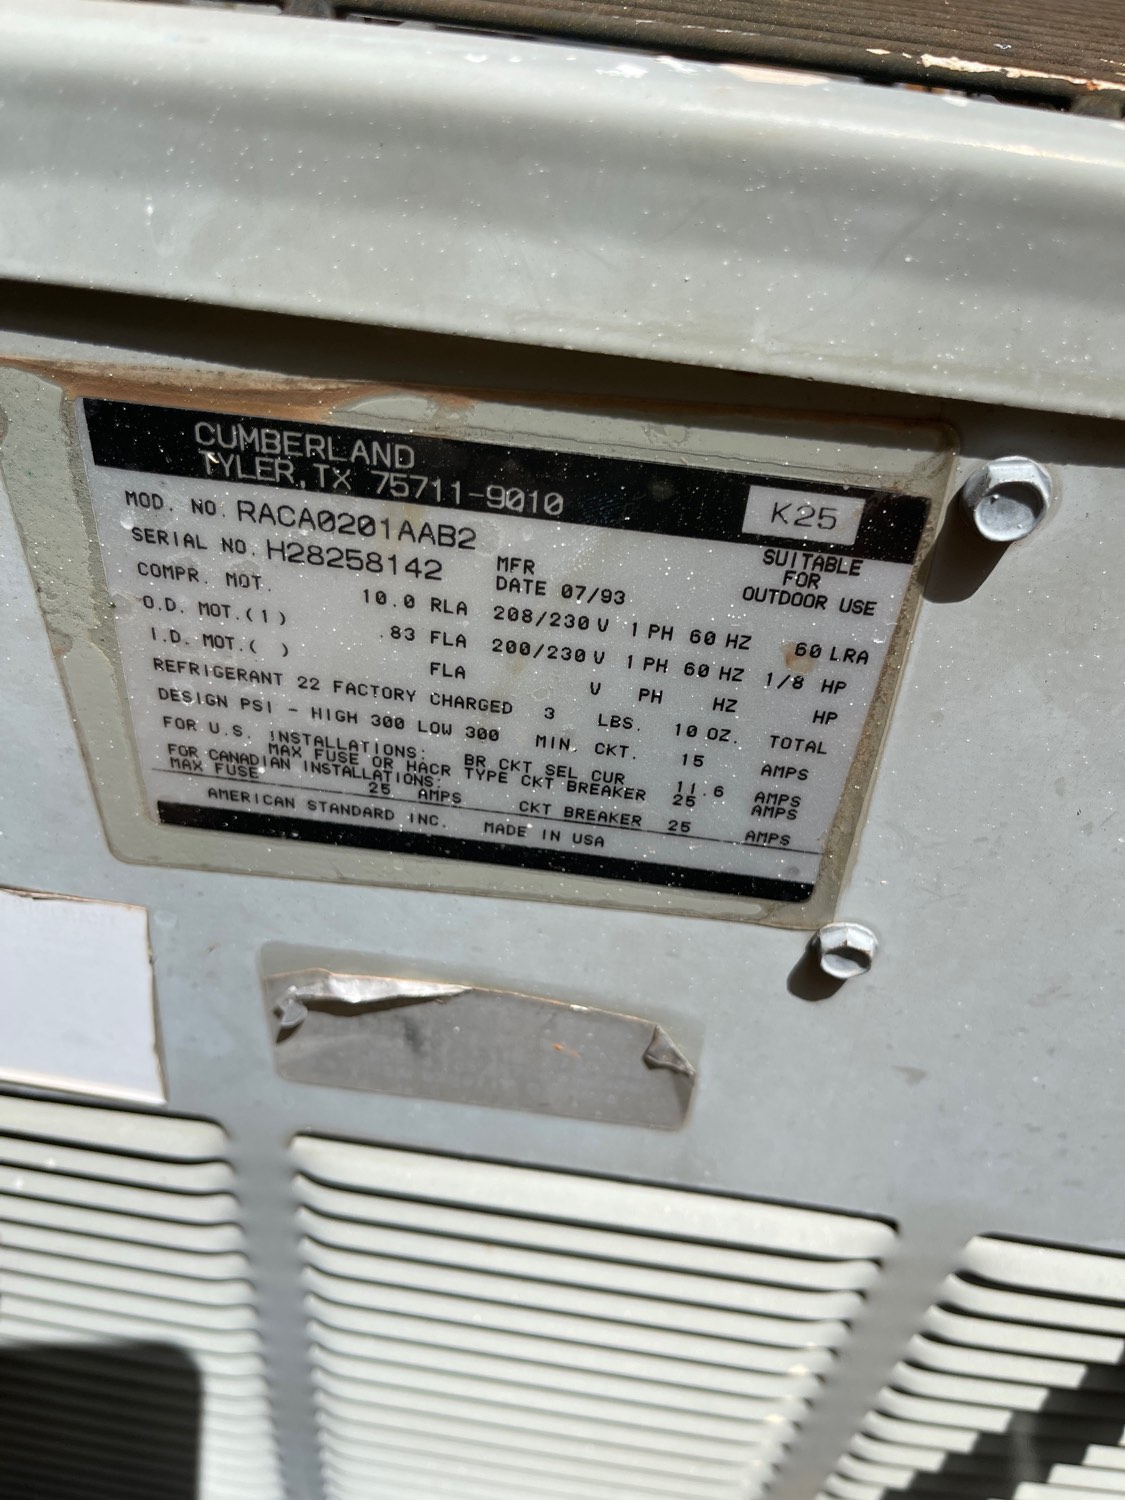 CUMBERLAND
TYLER, TX 75711-9010
K25
MOD. NO. RACA0201AAB2
SERIAL NO. H28258142
MFR
DATE 07/93
SUITABLE
FOR
OUTDOOR USE
COMPR. MOT. 10.0 RLA 208/230 V 1 PH 60 HZ 60 LRA
O.D. MOT.(1) .83 FLA 200/230 V 1 PH 60 HZ 1/8 HP
I.D. MOT.( ) FLA V PH HZ HP
REFRIGERANT 22 FACTORY CHARGED 3 LBS. 10 OZ. TOTAL
DESIGN PSI - HIGH 300 LOW 300 MIN. CKT. 15 AMPS
FOR U.S. INSTALLATIONS: BR CKT SEL CUR 11.6 AMPS
MAX FUSE OR HACR TYPE CKT BREAKER 25 AMPS
FOR CANADIAN INSTALLATIONS:
MAX FUSE 25 AMPS CKT BREAKER 25 AMPS
AMERICAN STANDARD INC. MADE IN USA